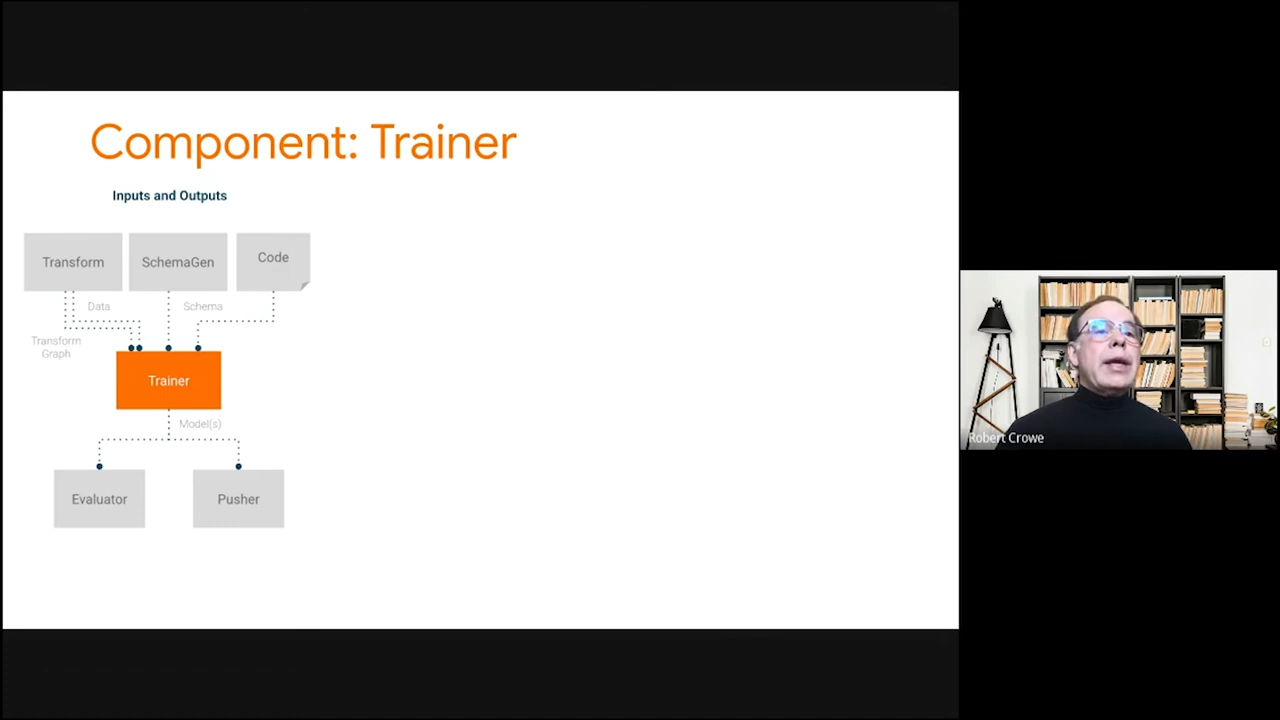 Component: Trainer
Inputs and Outputs
Transform
SchemaGen
Code
Data
Schema
Transform
Graph
Trainer
Model(s)
Evaluator
Pusher
Robert Crowe